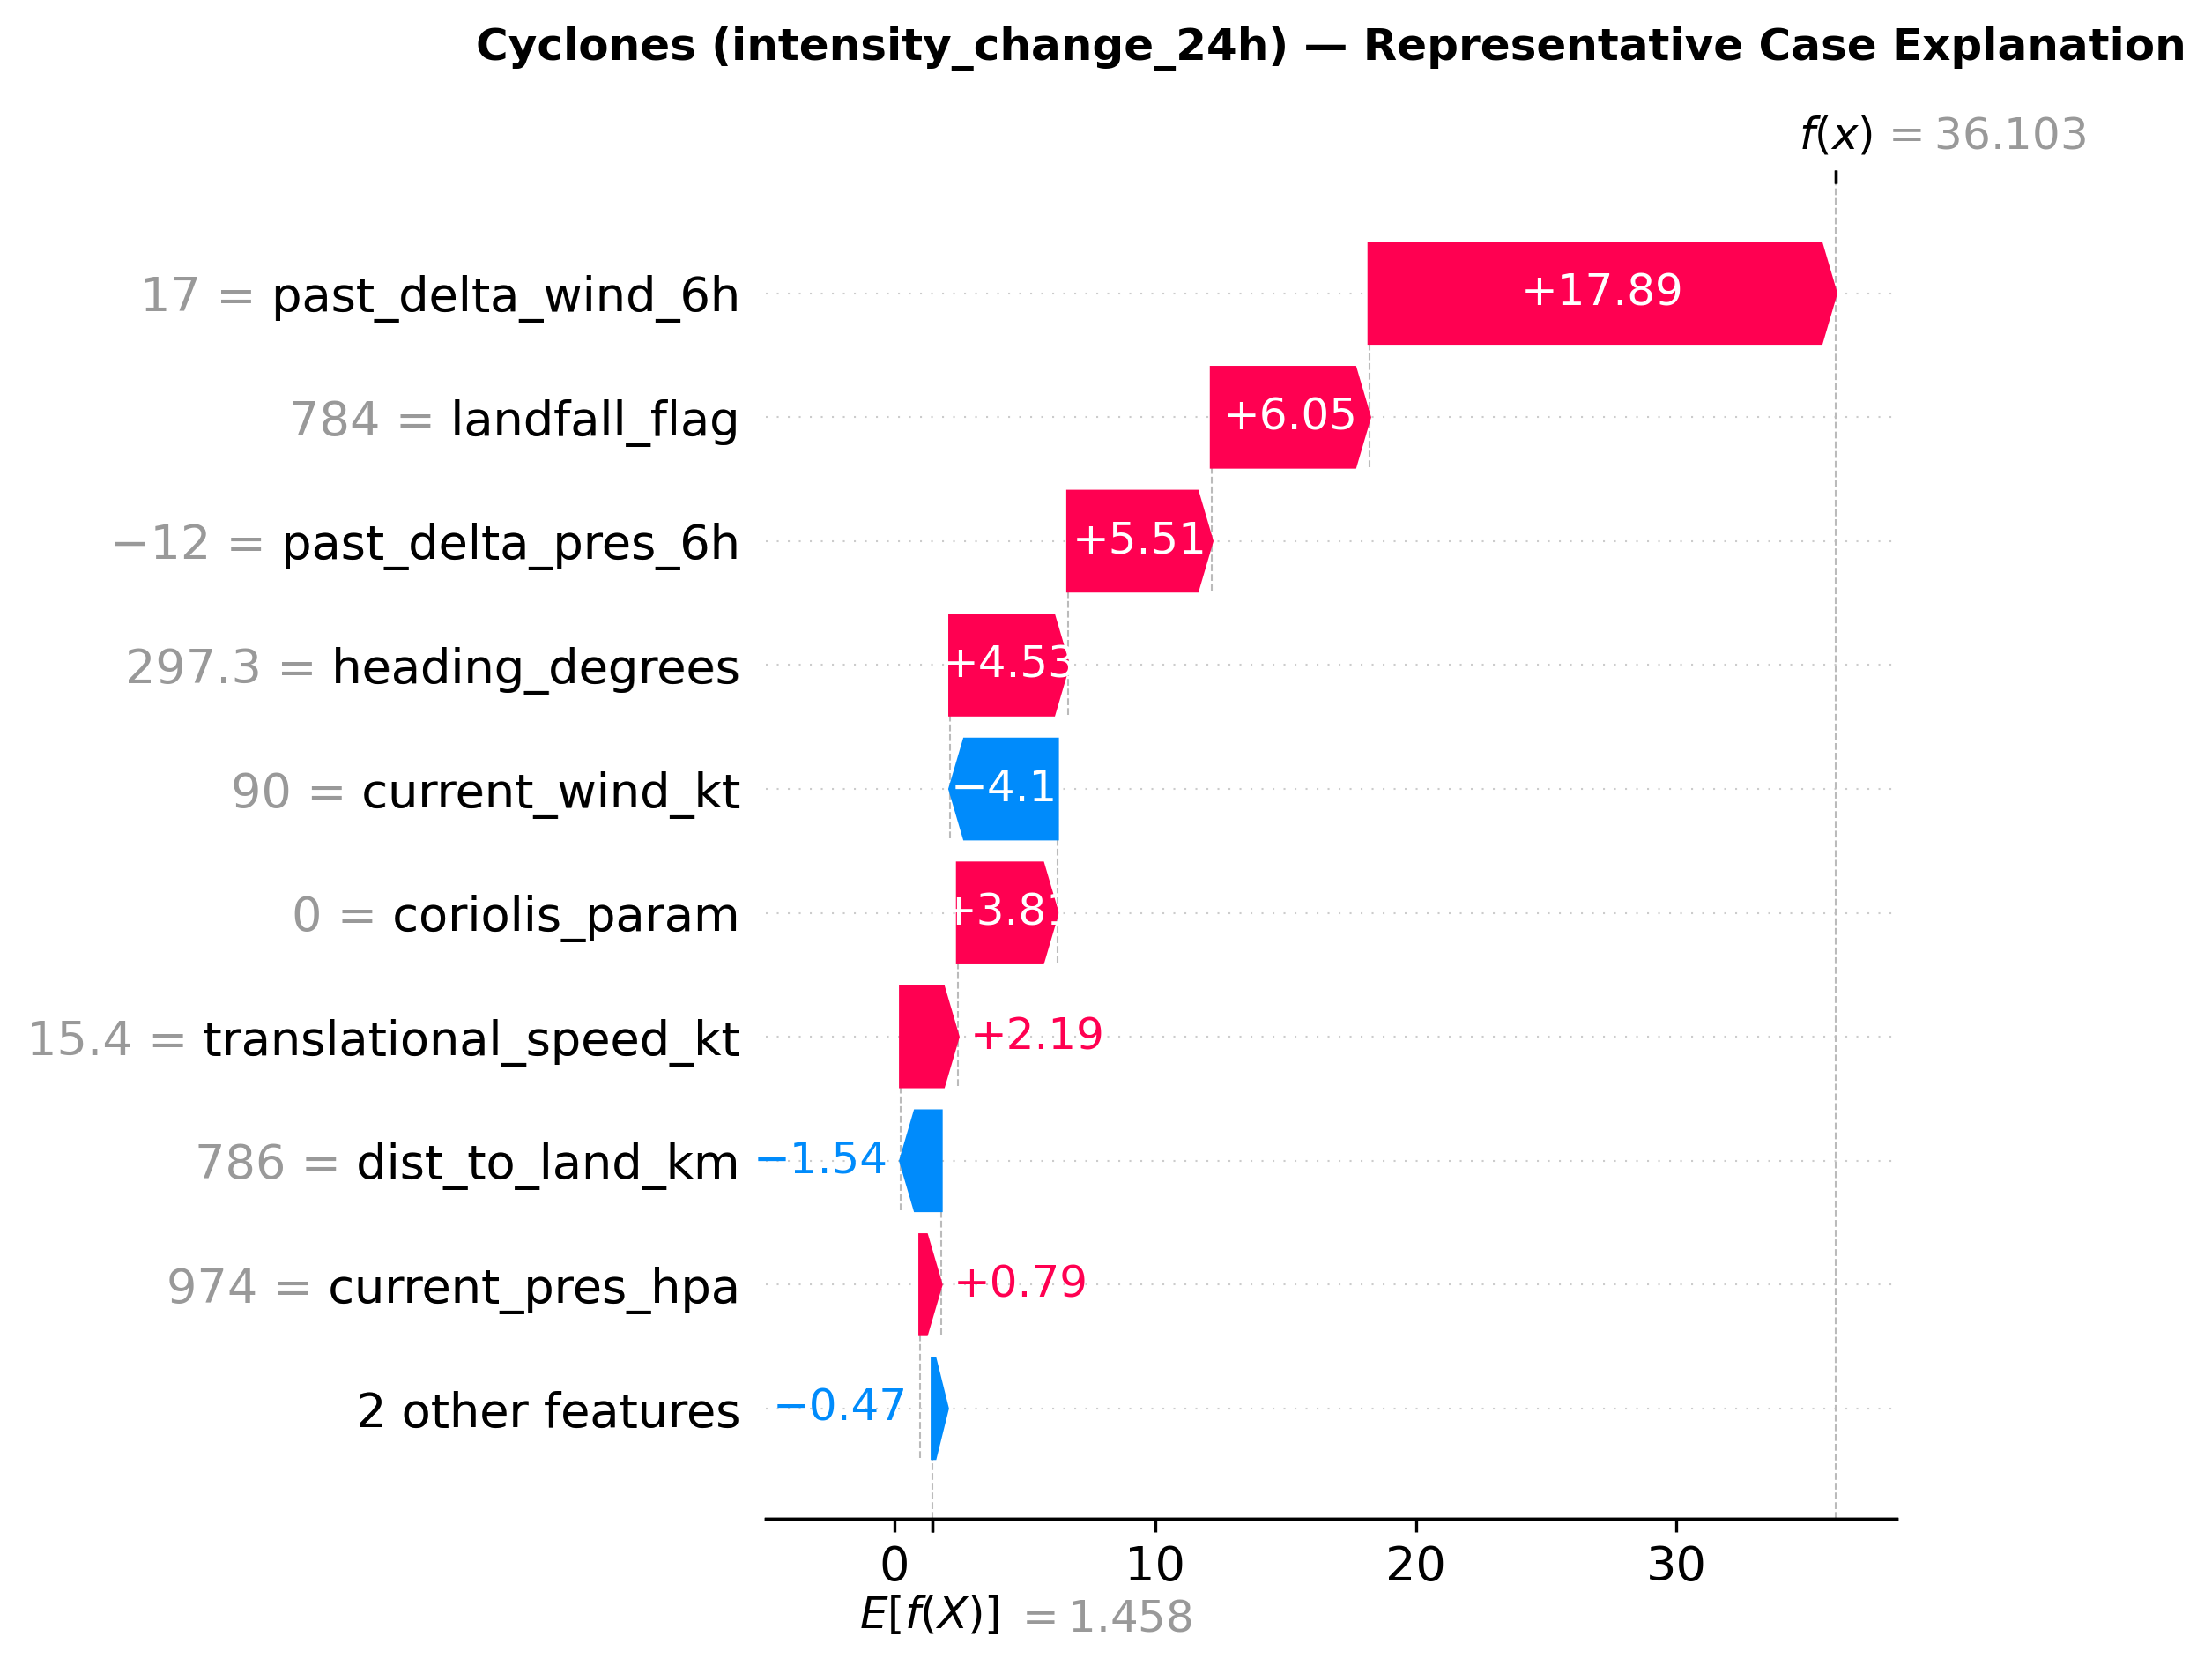 Cyclones (intensity_change_24h) — Representative Case Explanation
f(x) = 36.103
17 = past_delta_wind_6h
+17.89
784 = landfall_flag
+6.05
−12 = past_delta_pres_6h
+5.51
297.3 = heading_degrees
+4.53
90 = current_wind_kt
−4.1
0 = coriolis_param
+3.81
15.4 = translational_speed_kt
+2.19
786 = dist_to_land_km
−1.54
974 = current_pres_hpa
+0.79
2 other features
−0.47
0 10 20 30
E[f(X)] = 1.458